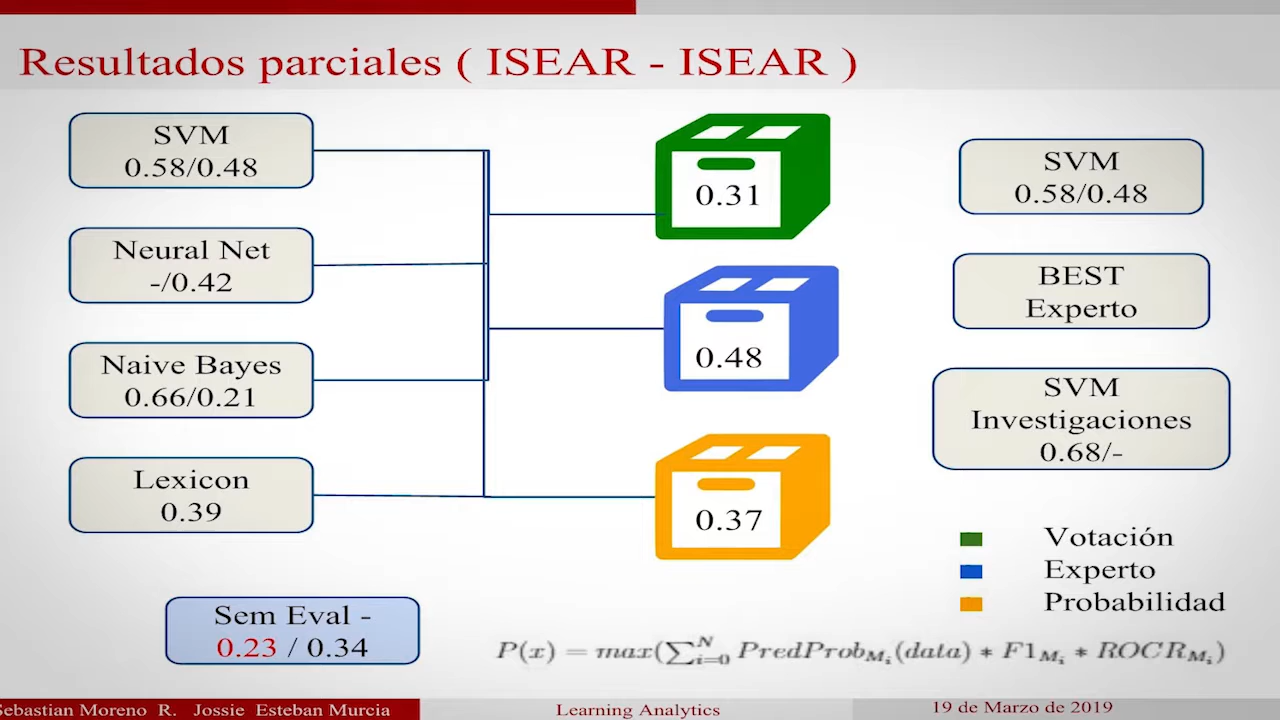 Resultados parciales ( ISEAR - ISEAR )
SVM
0.58/0.48
Neural Net
-/0.42
Naive Bayes
0.66/0.21
Lexicon
0.39
Sem Eval -
0.23 / 0.34
0.31
0.48
0.37
SVM
0.58/0.48
BEST
Experto
SVM
Investigaciones
0.68/-
Votación
Experto
Probabilidad
P(x) = max(∑_{i=0}^{N} PredProb_{M_i}(data) * F1_{M_i} * ROCR_{M_i})
Sebastian Moreno R. Jossie Esteban Murcia
Learning Analytics
19 de Marzo de 2019